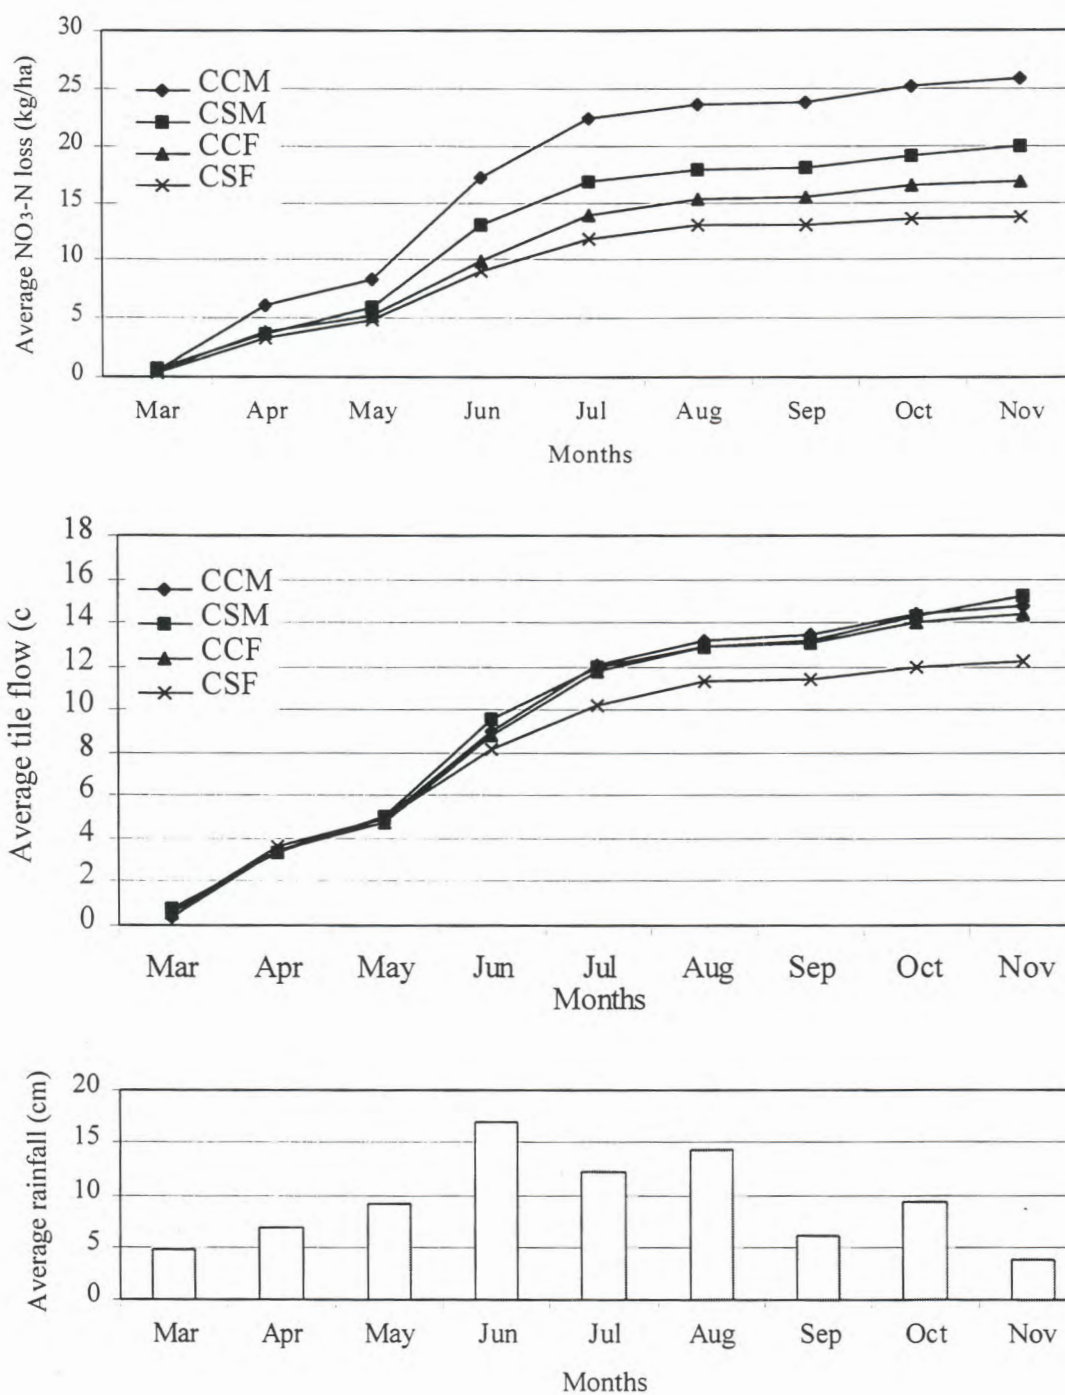 Average NO3-N loss (kg/ha)
30
25
20
15
10
5
0
CCM
CSM
CCF
CSF
Mar Apr May Jun Jul Aug Sep Oct Nov
Months
Average tile flow (c
18
16
14
12
10
8
6
4
2
0
CCM
CSM
CCF
CSF
Mar Apr May Jun Jul Aug Sep Oct Nov
Months
Average rainfall (cm)
20
15
10
5
0
Mar Apr May Jun Jul Aug Sep Oct Nov
Months